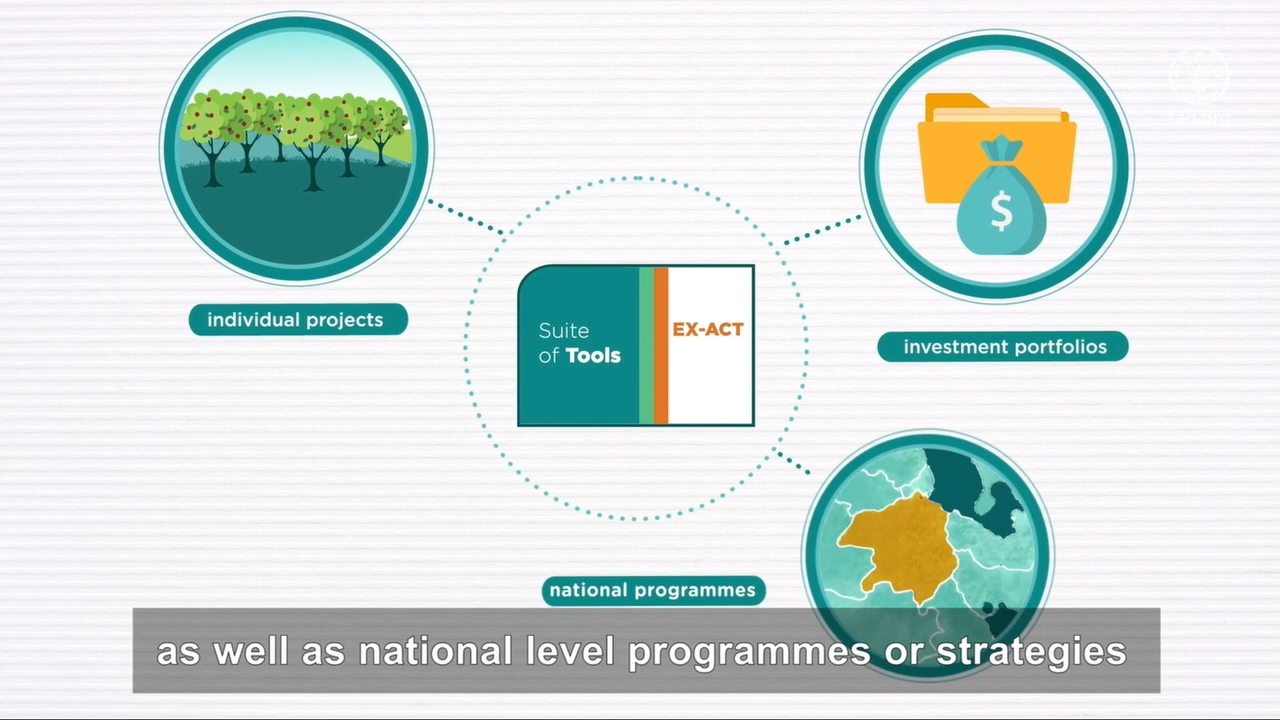 individual projects
Suite
of Tools
EX-ACT
$
investment portfolios
national programmes
as well as national level programmes or strategies